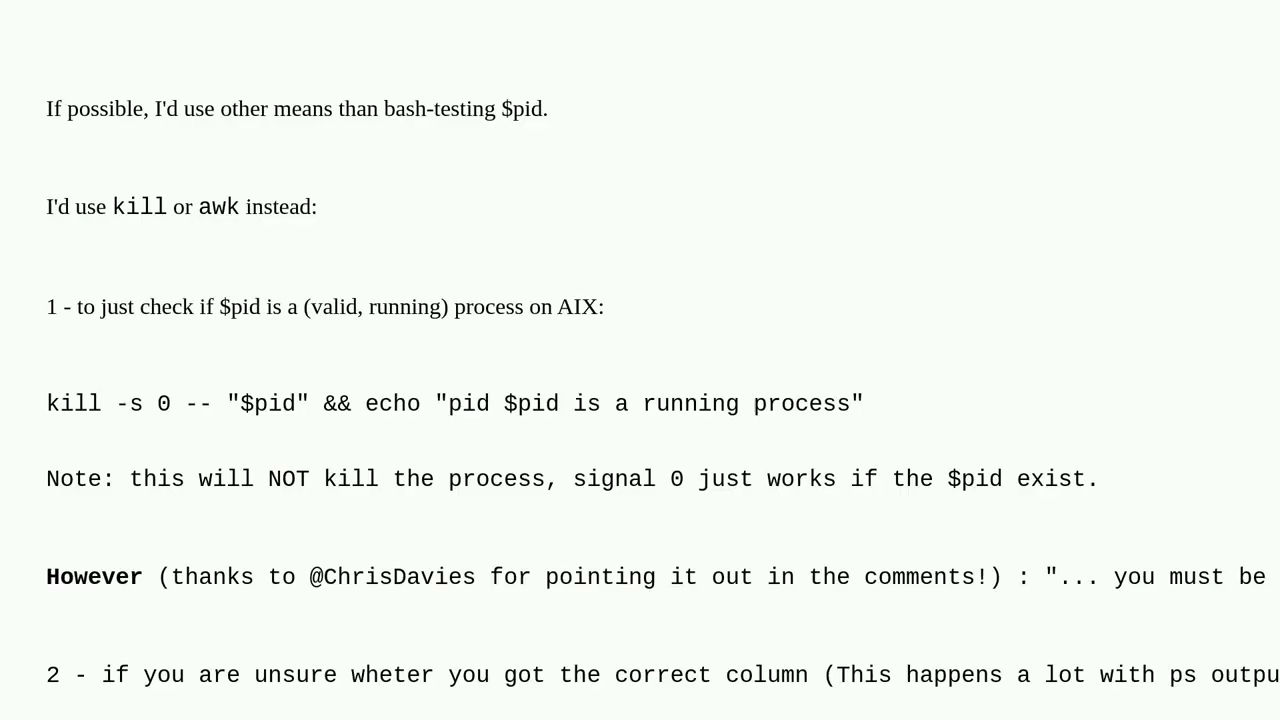 If possible, I'd use other means than bash-testing $pid.
I'd use kill or awk instead:
1 - to just check if $pid is a (valid, running) process on AIX:
kill -s 0 -- "$pid" && echo "pid $pid is a running process"
Note: this will NOT kill the process, signal 0 just works if the $pid exist.
However (thanks to @ChrisDavies for pointing it out in the comments!) : "... you must be
2 - if you are unsure wheter you got the correct column (This happens a lot with ps outpu